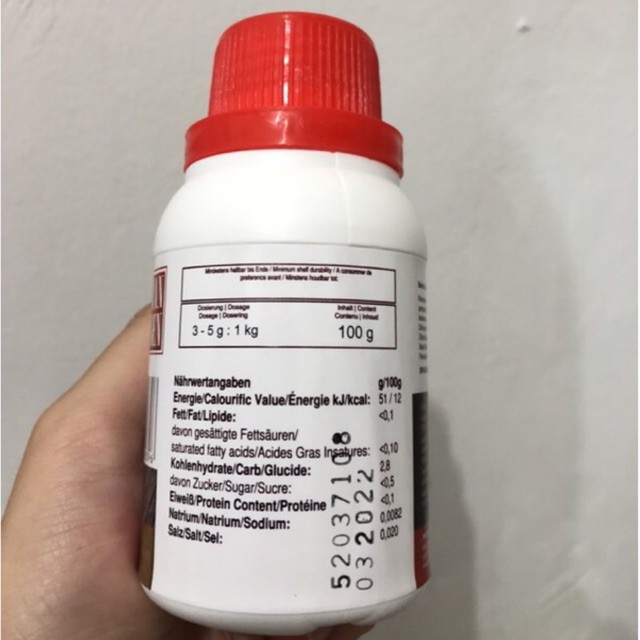 Mindestens haltbar bis Ende / Minimum shelf durability / A consommer de
preference avant / Minstens houdbar tot:
Dosierung | Dosage
Dosage | Dosering
3 - 5 g : 1 kg
Inhalt | Content
Contenu | Inhoud
100 g
Nährwertangaben g/100g
Energie/Calourific Value/Énergie kJ/kcal: 51 / 12
Fett/Fat/Lipide: <0,1
davon gesättigte Fettsäuren/
saturated fatty acids/Acides Gras Insatures: <0,10
Kohlenhydrate/Carb/Glucide: 2,8
davon Zucker/Sugar/Sucre: <0,5
Eiweiß/Protein Content/Protéine <0,1
Natrium/Natrium/Sodium: 0,0082
Salz/Salt/Sel: 0,020
52037108
03 2022